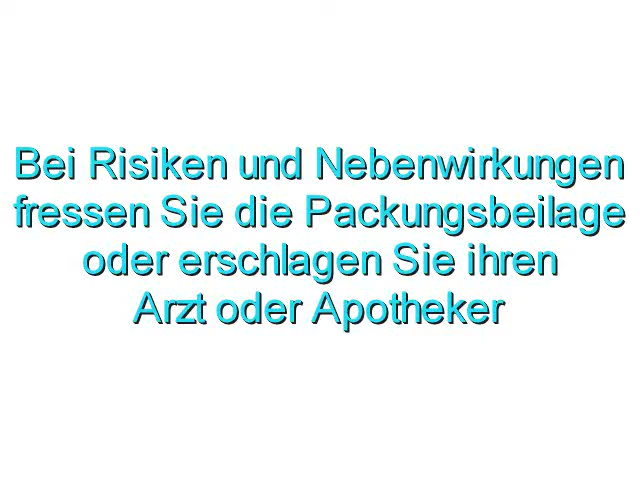 Bei Risiken und Nebenwirkungen
fressen Sie die Packungsbeilage
oder erschlagen Sie ihren
Arzt oder Apotheker